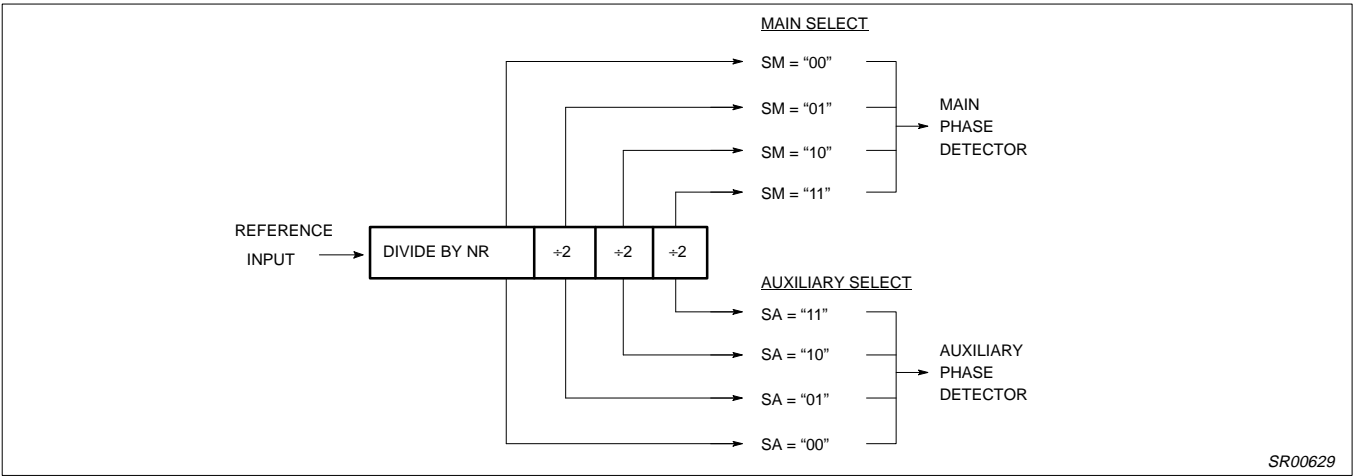 MAIN SELECT
SM = “00”
SM = “01”
SM = “10”
SM = “11”
MAIN
PHASE
DETECTOR
REFERENCE
INPUT
DIVIDE BY NR
÷2
÷2
÷2
AUXILIARY SELECT
SA = “11”
SA = “10”
SA = “01”
SA = “00”
AUXILIARY
PHASE
DETECTOR
SR00629